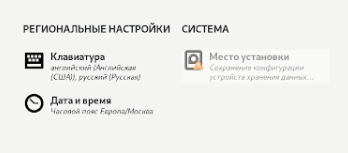 РЕГИОНАЛЬНЫЕ НАСТРОЙКИ
Клавиатура
английский (Английская
(США)), русский (Русская)
Дата и время
Часовой пояс Европа/Москва
СИСТЕМА
Место установки
Сохранение конфигурации
устройств хранения данных...